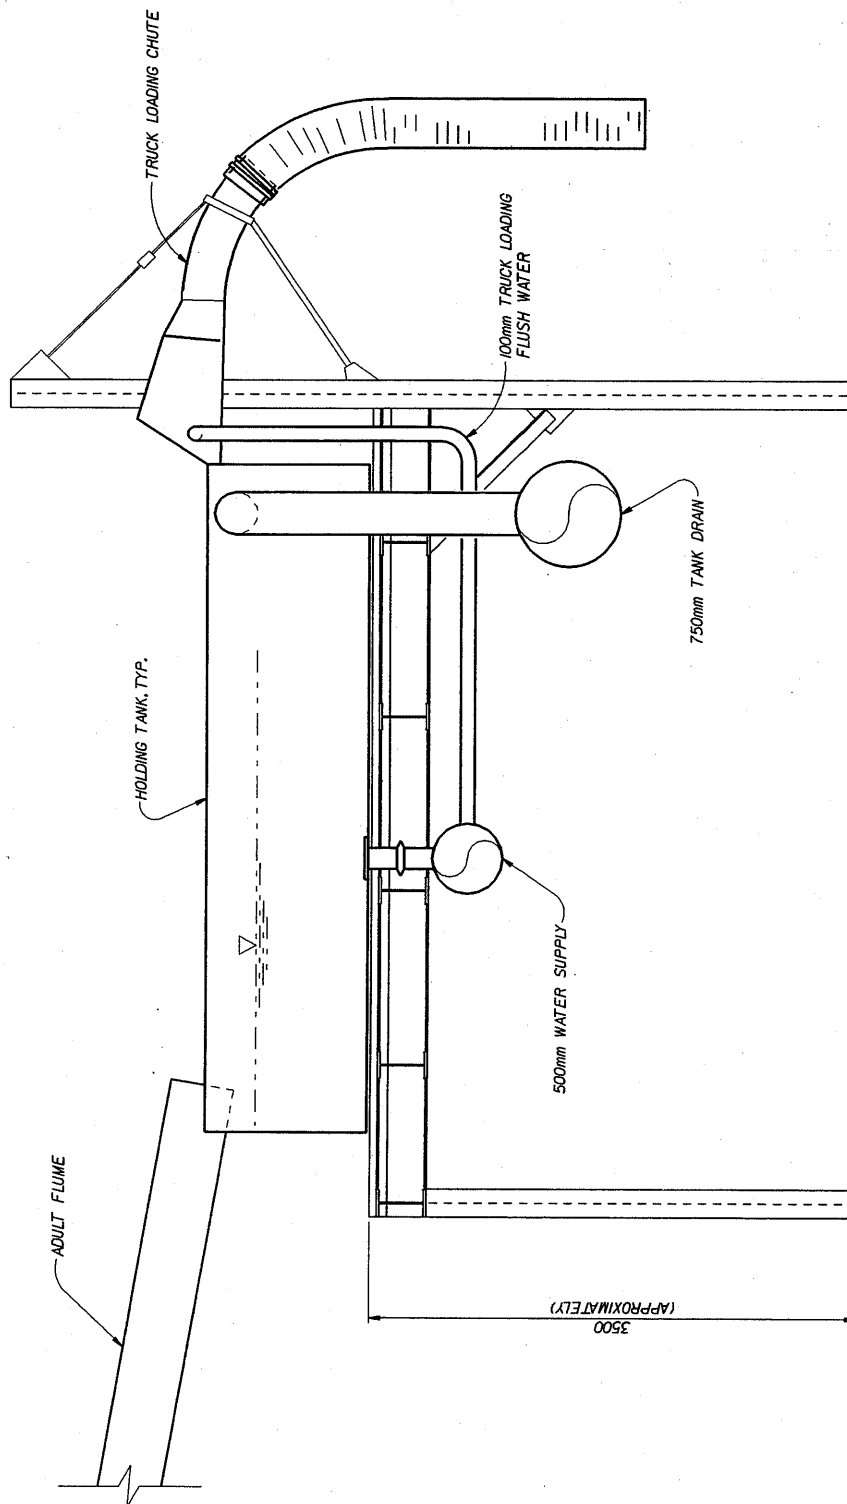 ADULT FLUME
HOLDING TANK, TYP.
TRUCK LOADING CHUTE
100mm TRUCK LOADING
FLUSH WATER
750mm TANK DRAIN
500mm WATER SUPPLY
3500
(APPROXIMATELY)